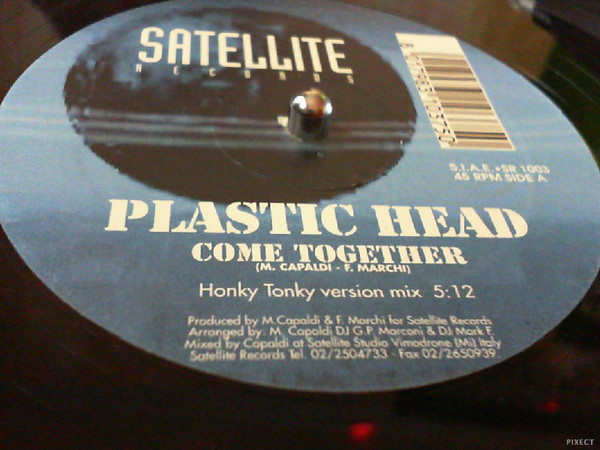 SATELLITE
RECORDS
S.I.A.E. • SR 1003
45 RPM SIDE A
PLASTIC HEAD
COME TOGETHER
(M. CAPALDI - F. MARCHI)
Honky Tonky version mix 5:12
Produced by M.Capaldi & F. Marchi for Satellite Records
Arranged by: M. Capaldi DJ G.P. Marconi & DJ Mark F.
Mixed by Capaldi at Satellite Studio Vimodrone (Mi) Italy
Satellite Records Tel. 02/2504733 - Fax 02/2650939
PIXECT